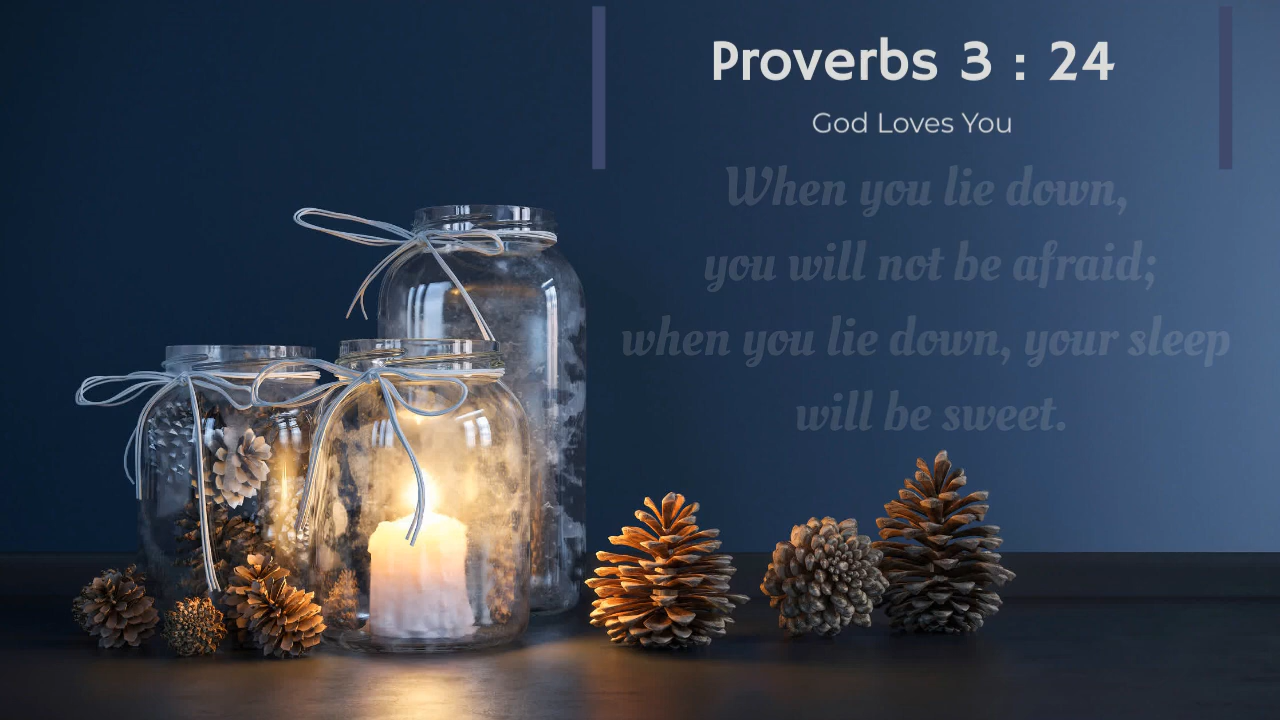 Proverbs 3 : 24
God Loves You
When you lie down,
you will not be afraid;
when you lie down, your sleep
will be sweet.